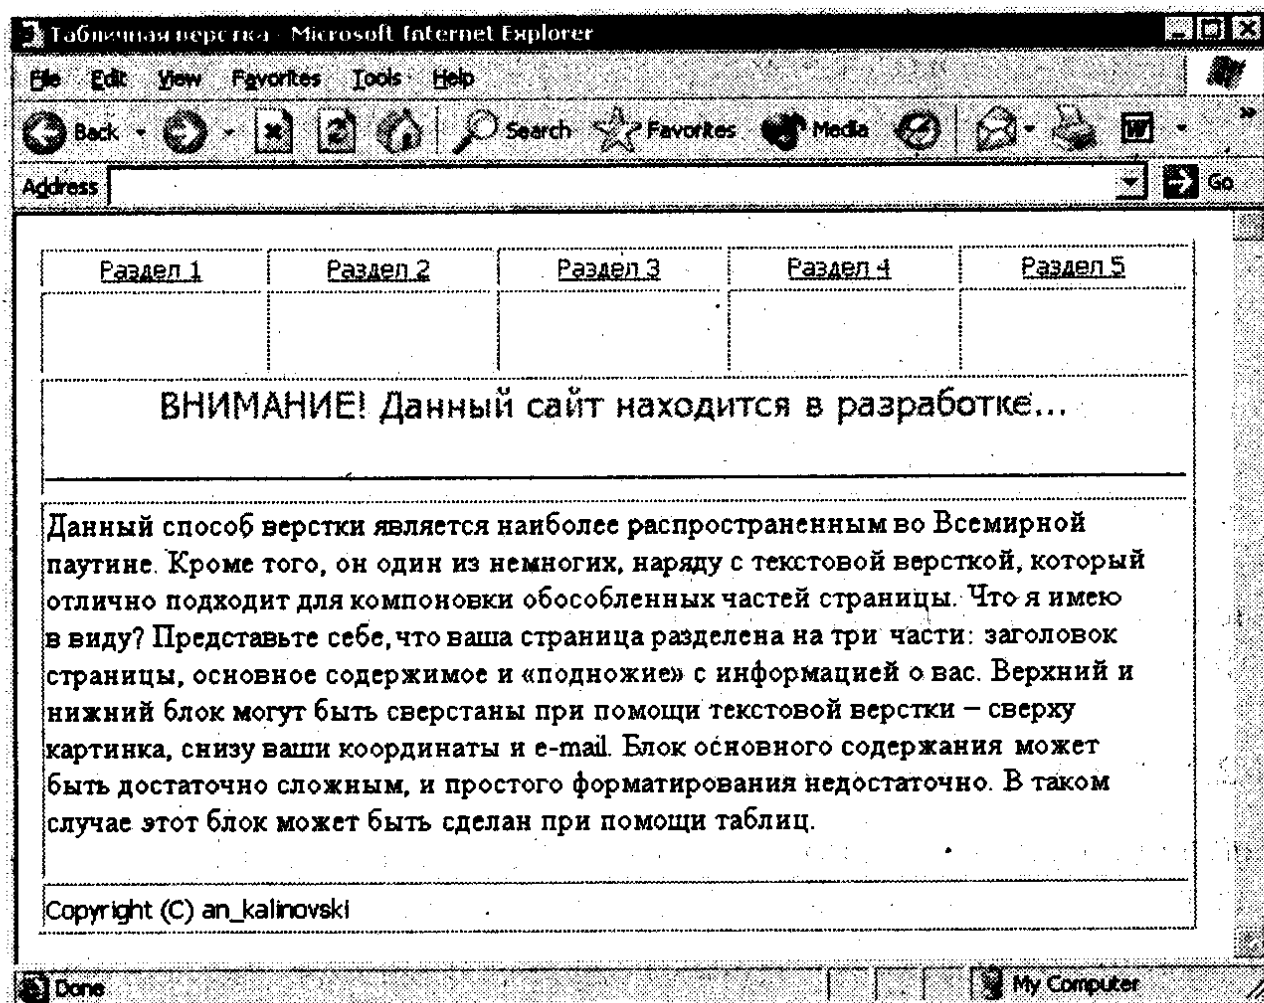 Табличная верстка - Microsoft Internet Explorer
File Edit View Favorites Tools Help
Back Search Favorites Media
Address Go
Раздел 1 Раздел 2 Раздел 3 Раздел 4 Раздел 5
ВНИМАНИЕ! Данный сайт находится в разработке...
Данный способ верстки является наиболее распространенным во Всемирной
паутине. Кроме того, он один из немногих, наряду с текстовой версткой, который
отлично подходит для компоновки обособленных частей страницы. Что я имею
в виду? Представьте себе, что ваша страница разделена на три части: заголовок
страницы, основное содержимое и «подножие» с информацией о вас. Верхний и
нижний блок могут быть сверстаны при помощи текстовой верстки – сверху
картинка, снизу ваши координаты и e-mail. Блок основного содержания может
быть достаточно сложным, и простого форматирования недостаточно. В таком
случае этот блок может быть сделан при помощи таблиц.
Copyright (C) an_kalinovski
Done My Computer